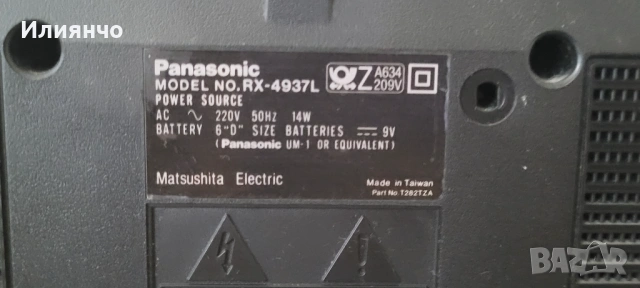 Илиянчо
Panasonic
MODEL NO. RX-4937L
Z A634 209V
POWER SOURCE
AC ~ 220V 50Hz 14W
BATTERY 6-"D" SIZE BATTERIES ⎓ 9V
(Panasonic UM-1 OR EQUIVALENT)
Matsushita Electric
Made in Taiwan
Part No. T282TZA
BAZAR